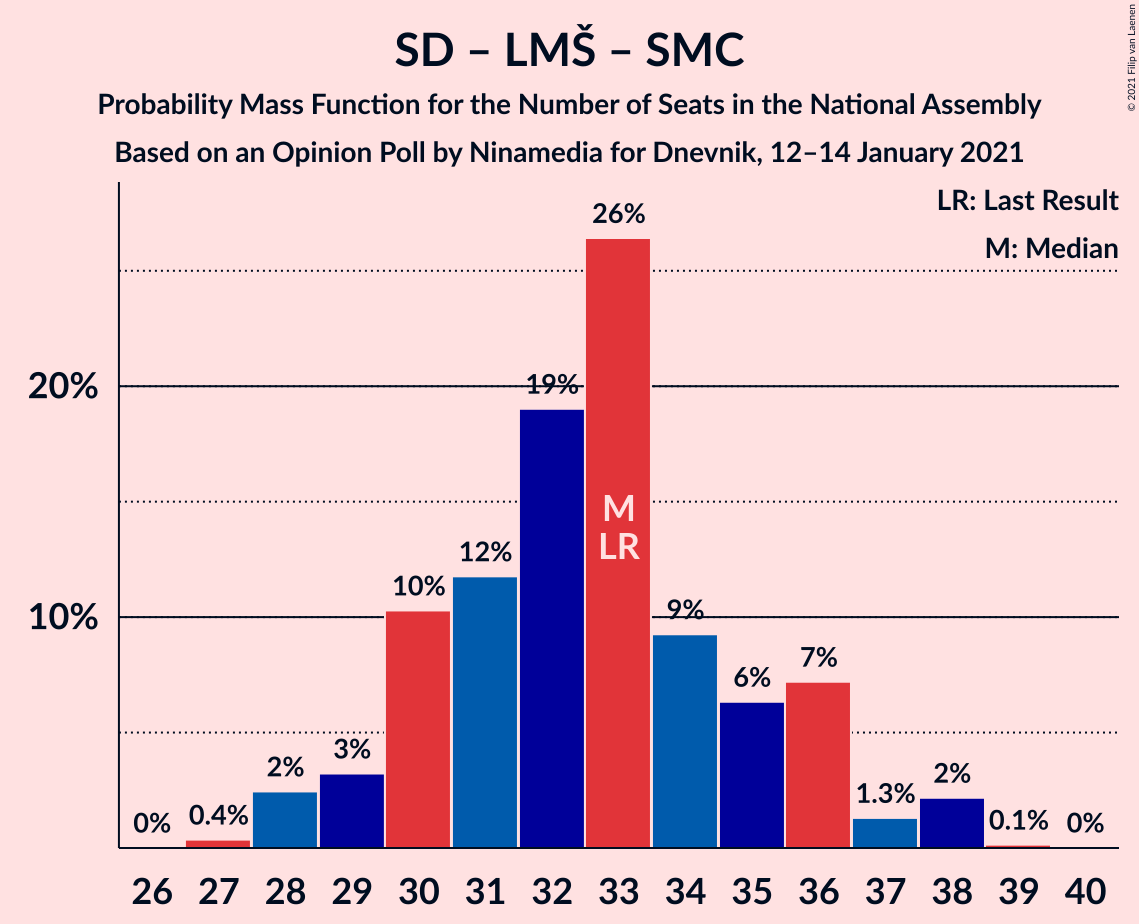 SD – LMŠ – SMC
Probability Mass Function for the Number of Seats in the National Assembly
Based on an Opinion Poll by Ninamedia for Dnevnik, 12–14 January 2021
© 2021 Filip van Laenen
LR: Last Result
M: Median
26%
20%
19%
M
LR
12%
10%
10%
9%
7%
6%
3%
2%
2%
1.3%
0%
0.4%
0.1%
0%
26 27 28 29 30 31 32 33 34 35 36 37 38 39 40